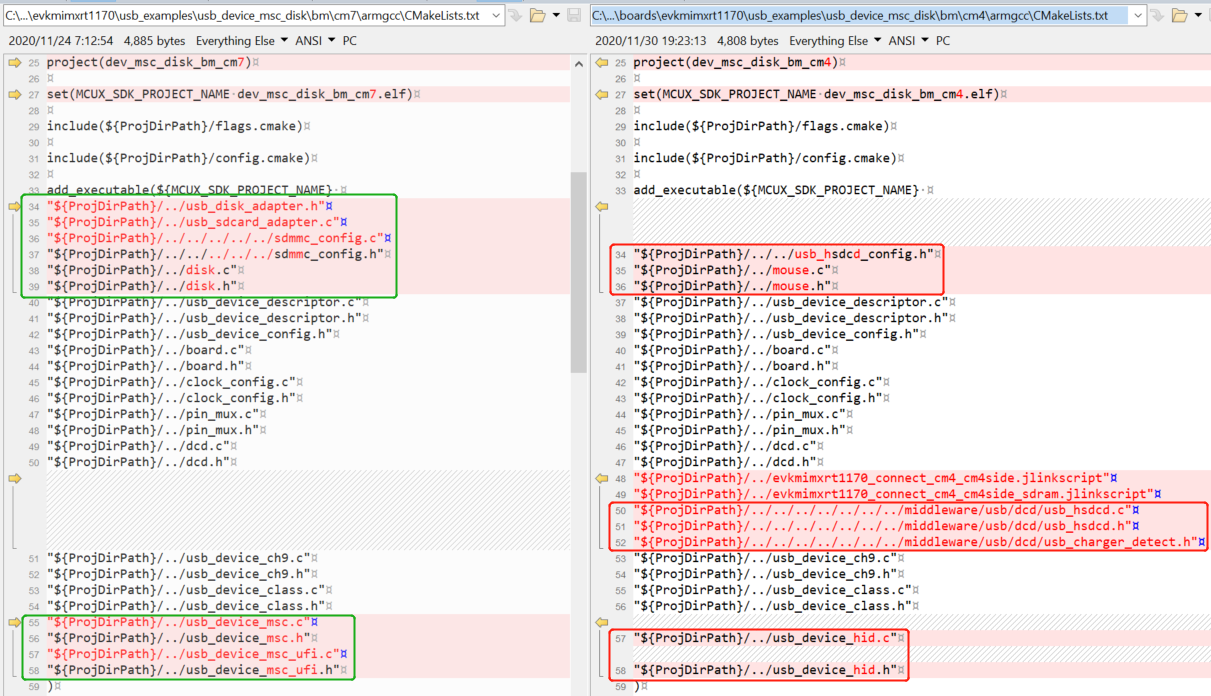 C:\...\evkmimxrt1170\usb_examples\usb_device_msc_disk\bm\cm7\armgcc\CMakeLists.txt
2020/11/24 7:12:54 4,885 bytes Everything Else ANSI PC
25 project(dev_msc_disk_bm_cm7)¤
26 ¤
27 set(MCUX_SDK_PROJECT_NAME·dev_msc_disk_bm_cm7.elf)¤
28 ¤
29 include(${ProjDirPath}/flags.cmake)¤
30 ¤
31 include(${ProjDirPath}/config.cmake)¤
32 ¤
33 add_executable(${MCUX_SDK_PROJECT_NAME}·¤
34 "${ProjDirPath}/../usb_disk_adapter.h"¤
35 "${ProjDirPath}/../usb_sdcard_adapter.c"¤
36 "${ProjDirPath}/../../../../../sdmmc_config.c"¤
37 "${ProjDirPath}/../../../../../sdmmc_config.h"¤
38 "${ProjDirPath}/../disk.c"¤
39 "${ProjDirPath}/../disk.h"¤
40 "${ProjDirPath}/../usb_device_descriptor.c"¤
41 "${ProjDirPath}/../usb_device_descriptor.h"¤
42 "${ProjDirPath}/../usb_device_config.h"¤
43 "${ProjDirPath}/../board.c"¤
44 "${ProjDirPath}/../board.h"¤
45 "${ProjDirPath}/../clock_config.c"¤
46 "${ProjDirPath}/../clock_config.h"¤
47 "${ProjDirPath}/../pin_mux.c"¤
48 "${ProjDirPath}/../pin_mux.h"¤
49 "${ProjDirPath}/../dcd.c"¤
50 "${ProjDirPath}/../dcd.h"¤
51 "${ProjDirPath}/../usb_device_ch9.c"¤
52 "${ProjDirPath}/../usb_device_ch9.h"¤
53 "${ProjDirPath}/../usb_device_class.c"¤
54 "${ProjDirPath}/../usb_device_class.h"¤
55 "${ProjDirPath}/../usb_device_msc.c"¤
56 "${ProjDirPath}/../usb_device_msc.h"¤
57 "${ProjDirPath}/../usb_device_msc_ufi.c"¤
58 "${ProjDirPath}/../usb_device_msc_ufi.h"¤
59 )¤
C:\...\boards\evkmimxrt1170\usb_examples\usb_device_msc_disk\bm\cm4\armgcc\CMakeLists.txt
2020/11/30 19:23:13 4,808 bytes Everything Else ANSI PC
25 project(dev_msc_disk_bm_cm4)¤
26 ¤
27 set(MCUX_SDK_PROJECT_NAME·dev_msc_disk_bm_cm4.elf)¤
28 ¤
29 include(${ProjDirPath}/flags.cmake)¤
30 ¤
31 include(${ProjDirPath}/config.cmake)¤
32 ¤
33 add_executable(${MCUX_SDK_PROJECT_NAME}·¤
34 "${ProjDirPath}/../../usb_hsdcd_config.h"¤
35 "${ProjDirPath}/../mouse.c"¤
36 "${ProjDirPath}/../mouse.h"¤
37 "${ProjDirPath}/../usb_device_descriptor.c"¤
38 "${ProjDirPath}/../usb_device_descriptor.h"¤
39 "${ProjDirPath}/../usb_device_config.h"¤
40 "${ProjDirPath}/../board.c"¤
41 "${ProjDirPath}/../board.h"¤
42 "${ProjDirPath}/../clock_config.c"¤
43 "${ProjDirPath}/../clock_config.h"¤
44 "${ProjDirPath}/../pin_mux.c"¤
45 "${ProjDirPath}/../pin_mux.h"¤
46 "${ProjDirPath}/../dcd.c"¤
47 "${ProjDirPath}/../dcd.h"¤
48 "${ProjDirPath}/../evkmimxrt1170_connect_cm4_cm4side.jlinkscript"¤
49 "${ProjDirPath}/../evkmimxrt1170_connect_cm4_cm4side_sdram.jlinkscript"¤
50 "${ProjDirPath}/../../../../../../../middleware/usb/dcd/usb_hsdcd.c"¤
51 "${ProjDirPath}/../../../../../../../middleware/usb/dcd/usb_hsdcd.h"¤
52 "${ProjDirPath}/../../../../../../../middleware/usb/dcd/usb_charger_detect.h"¤
53 "${ProjDirPath}/../usb_device_ch9.c"¤
54 "${ProjDirPath}/../usb_device_ch9.h"¤
55 "${ProjDirPath}/../usb_device_class.c"¤
56 "${ProjDirPath}/../usb_device_class.h"¤
57 "${ProjDirPath}/../usb_device_hid.c"¤
58 "${ProjDirPath}/../usb_device_hid.h"¤
59 )¤